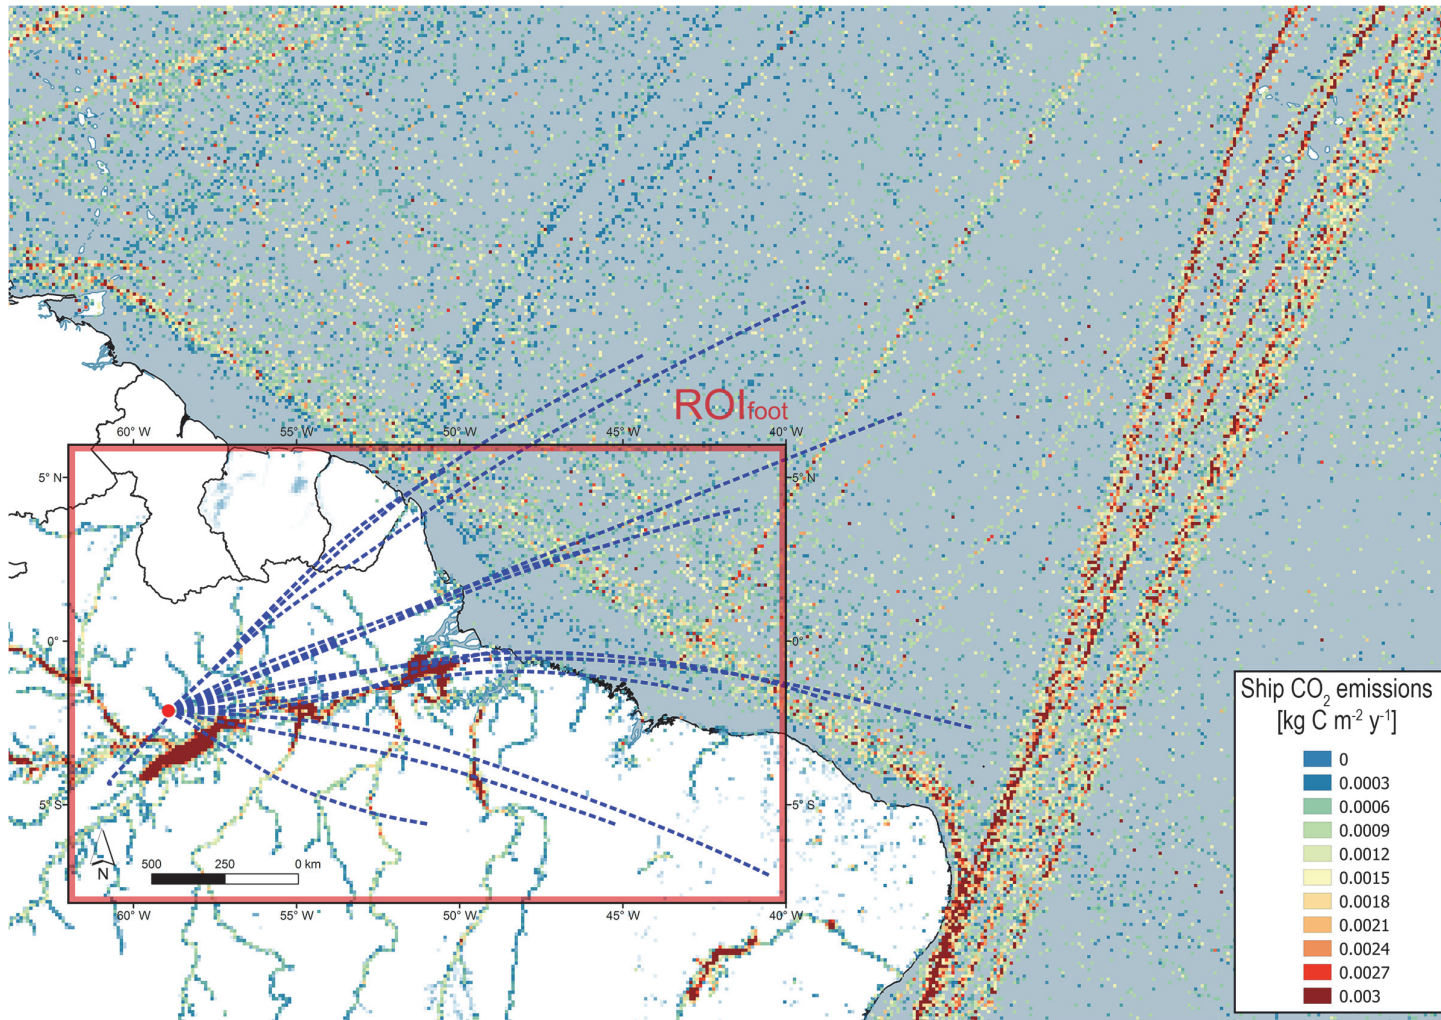 ROIfoot
60° W 55° W 50° W 45° W 40° W
5° N 5° N
0° 0°
5° S 5° S
N
500 250 0 km
60° W 55° W 50° W 45° W 40° W
Ship CO2 emissions
[kg C m-2 y-1]
0
0.0003
0.0006
0.0009
0.0012
0.0015
0.0018
0.0021
0.0024
0.0027
0.003